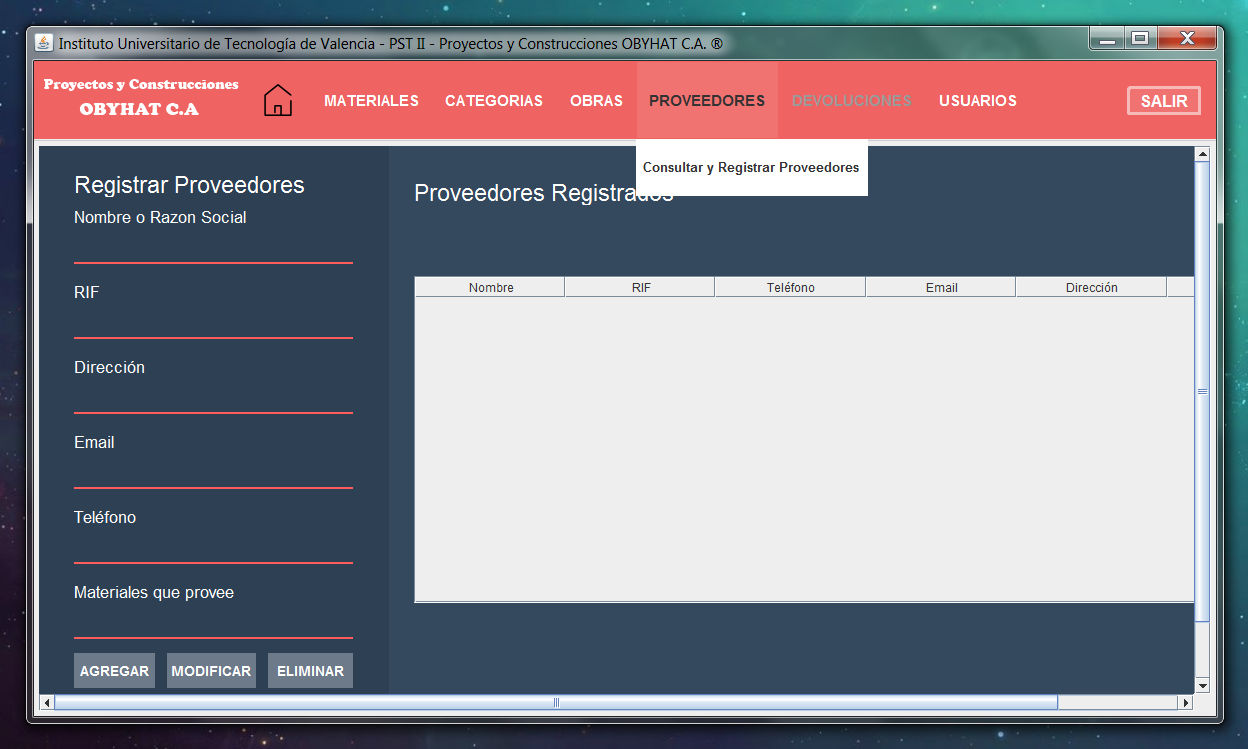 Instituto Universitario de Tecnología de Valencia - PST II - Proyectos y Construcciones OBYHAT C.A. ®
Proyectos y Construcciones
OBYHAT C.A
MATERIALES
CATEGORIAS
OBRAS
PROVEEDORES
DEVOLUCIONES
USUARIOS
SALIR
Consultar y Registrar Proveedores
Registrar Proveedores
Nombre o Razon Social
RIF
Dirección
Email
Teléfono
Materiales que provee
AGREGAR
MODIFICAR
ELIMINAR
Proveedores Registrados
Nombre
RIF
Teléfono
Email
Dirección